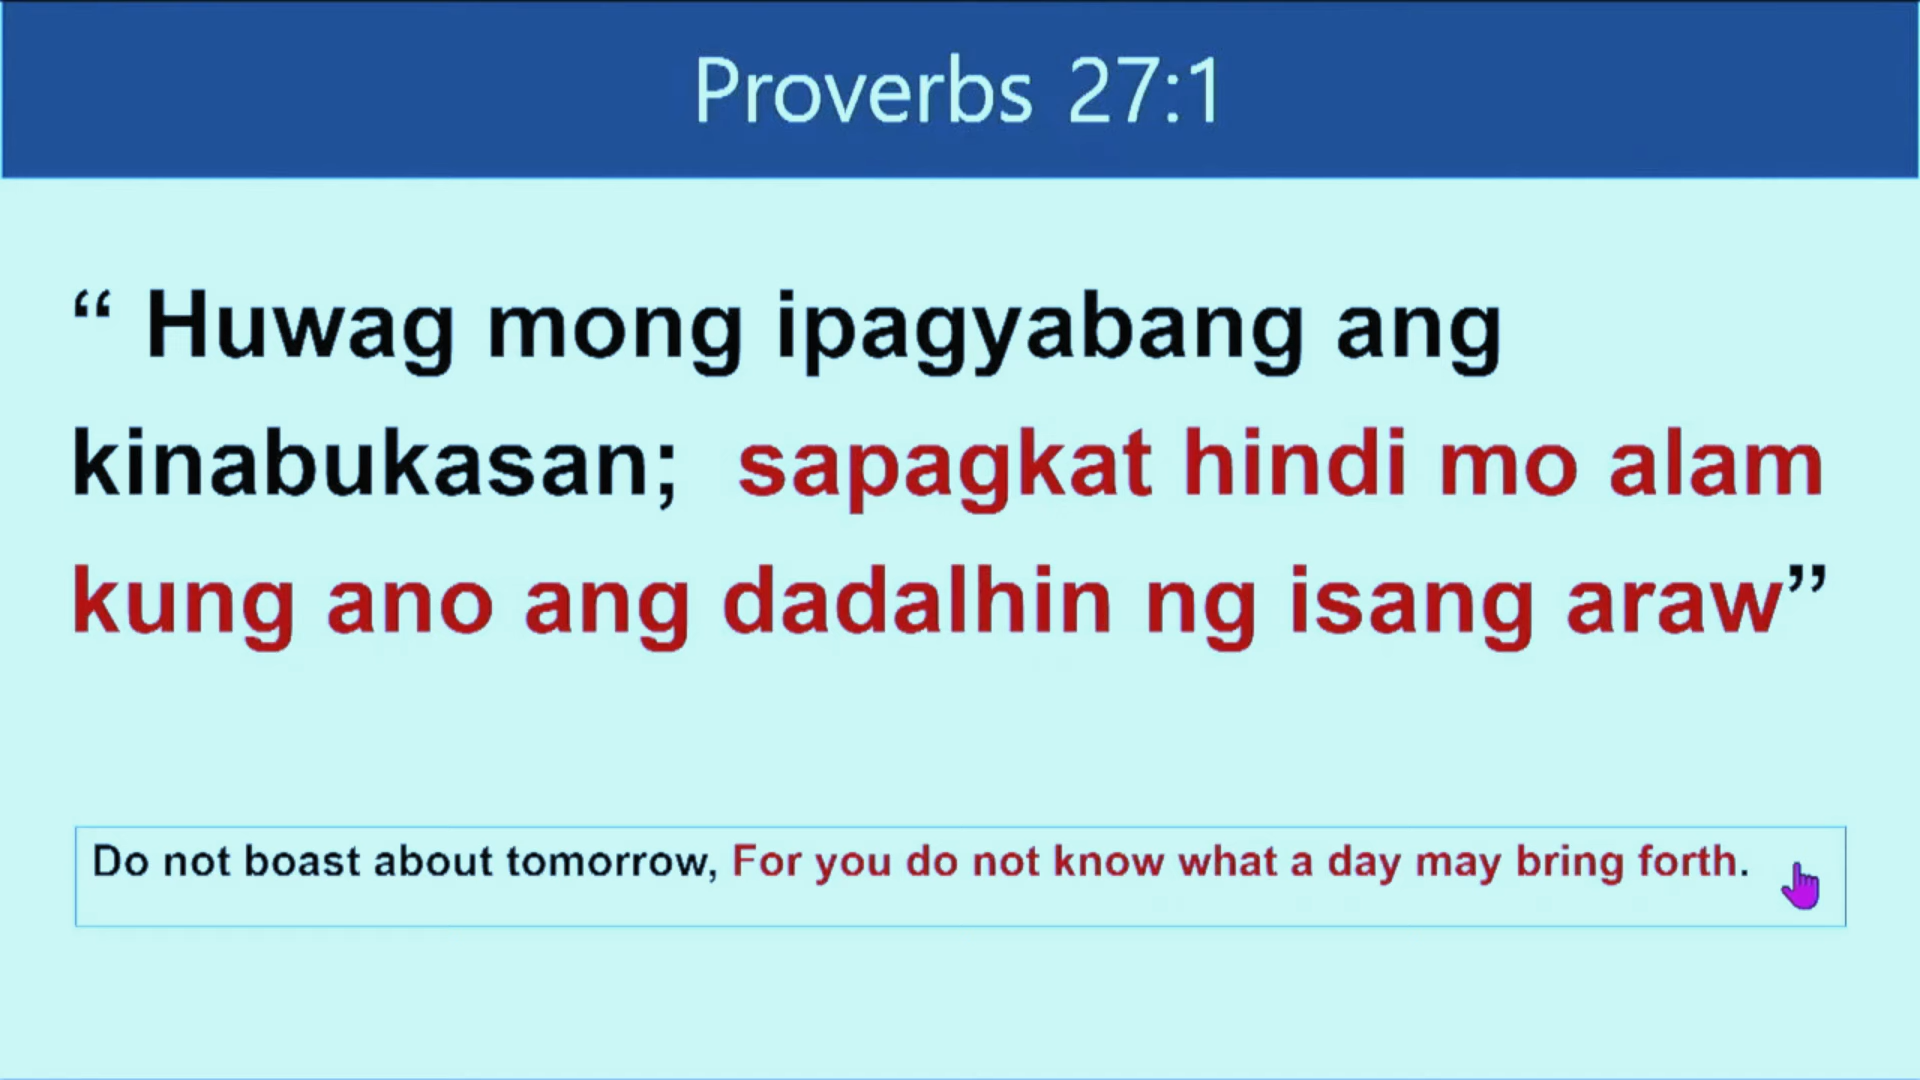 Proverbs 27:1
“ Huwag mong ipagyabang ang
kinabukasan; sapagkat hindi mo alam
kung ano ang dadalhin ng isang araw”
Do not boast about tomorrow, For you do not know what a day may bring forth.